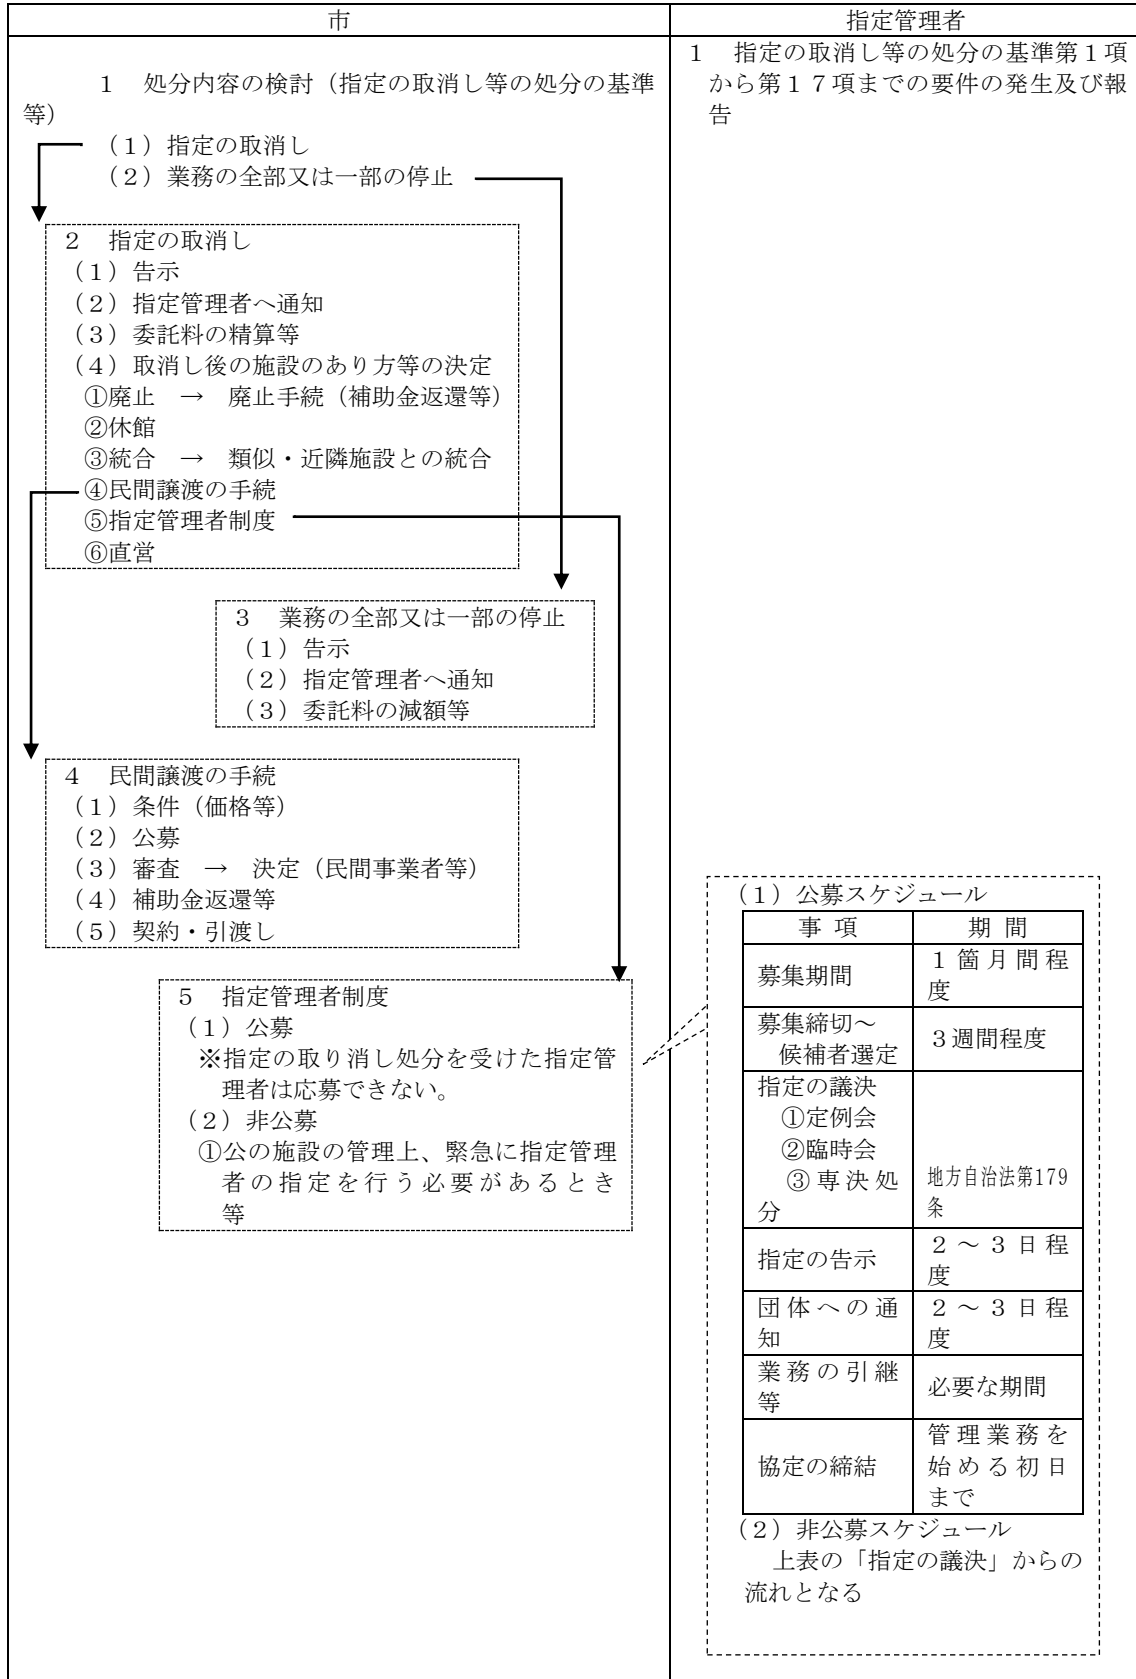 市
指定管理者
1　処分内容の検討（指定の取消し等の処分の基準
等）
（１）指定の取消し
（２）業務の全部又は一部の停止
1　指定の取消し等の処分の基準第１項
から第１７項までの要件の発生及び報
告
２　指定の取消し
（１）告示
（２）指定管理者へ通知
（３）委託料の精算等
（４）取消し後の施設のあり方等の決定
①廃止　→　廃止手続（補助金返還等）
②休館
③統合　→　類似・近隣施設との統合
④民間譲渡の手続
⑤指定管理者制度
⑥直営
３　業務の全部又は一部の停止
（１）告示
（２）指定管理者へ通知
（３）委託料の減額等
４　民間譲渡の手続
（１）条件（価格等）
（２）公募
（３）審査　→　決定（民間事業者等）
（４）補助金返還等
（５）契約・引渡し
５　指定管理者制度
（１）公募
※指定の取り消し処分を受けた指定管
理者は応募できない。
（２）非公募
①公の施設の管理上、緊急に指定管理
者の指定を行う必要があるとき
等
（１）公募スケジュール
事 項
期 間
募集期間
１箇月間程
度
募集締切～
候補者選定
３週間程度
指定の議決
①定例会
②臨時会
③専決処
分
地方自治法第179
条
指定の告示
２～３日程
度
団体への通
知
２～３日程
度
業務の引継
等
必要な期間
協定の締結
管理業務を
始める初日
まで
（２）非公募スケジュール
上表の「指定の議決」からの
流れとなる